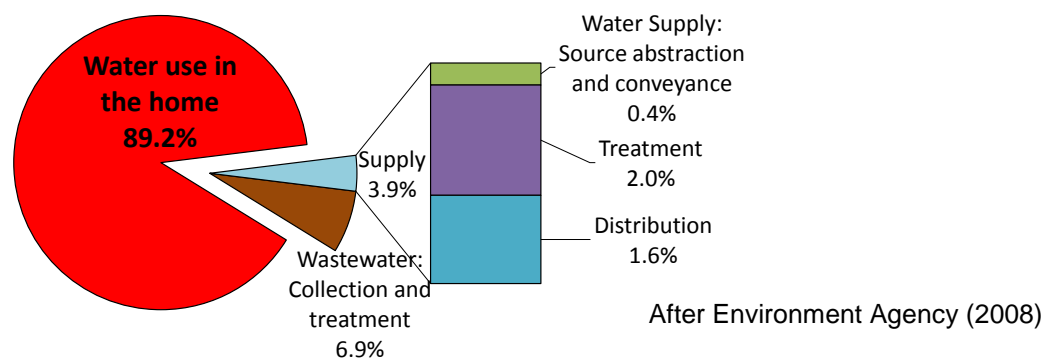 Water use in
the home
89.2%
Supply
3.9%
Wastewater:
Collection and
treatment
6.9%
Water Supply:
Source abstraction
and conveyance
0.4%
Treatment
2.0%
Distribution
1.6%
After Environment Agency (2008)